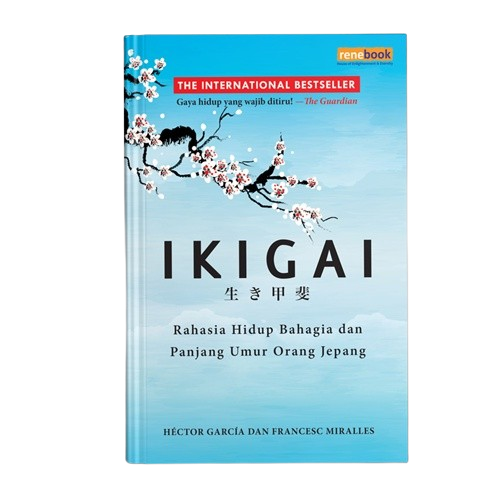 renebook
THE INTERNATIONAL BESTSELLER
Gaya hidup yang wajib ditiru! —The Guardian
IKIGAI
生き甲斐
Rahasia Hidup Bahagia dan
Panjang Umur Orang Jepang
HÉCTOR GARCÍA DAN FRANCESC MIRALLES